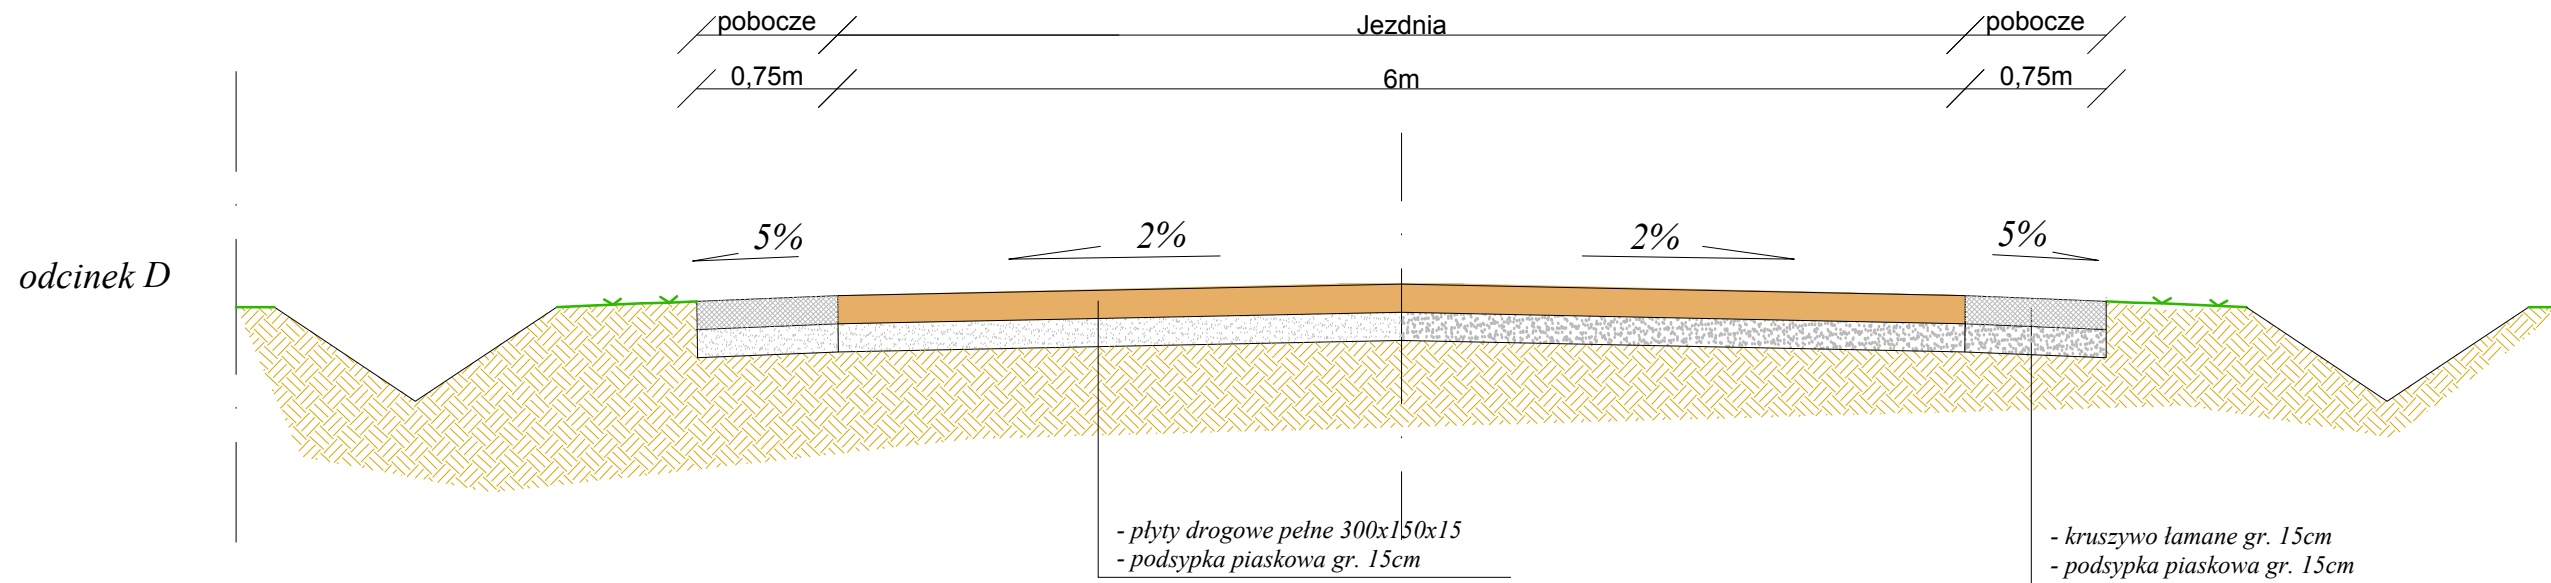 pobocze Jezdnia pobocze
0,75m 6m 0,75m
5% 2% 2% 5%
odcinek D
- płyty drogowe pełne 300x150x15
- podsypka piaskowa gr. 15cm
- kruszywo łamane gr. 15cm
- podsypka piaskowa gr. 15cm